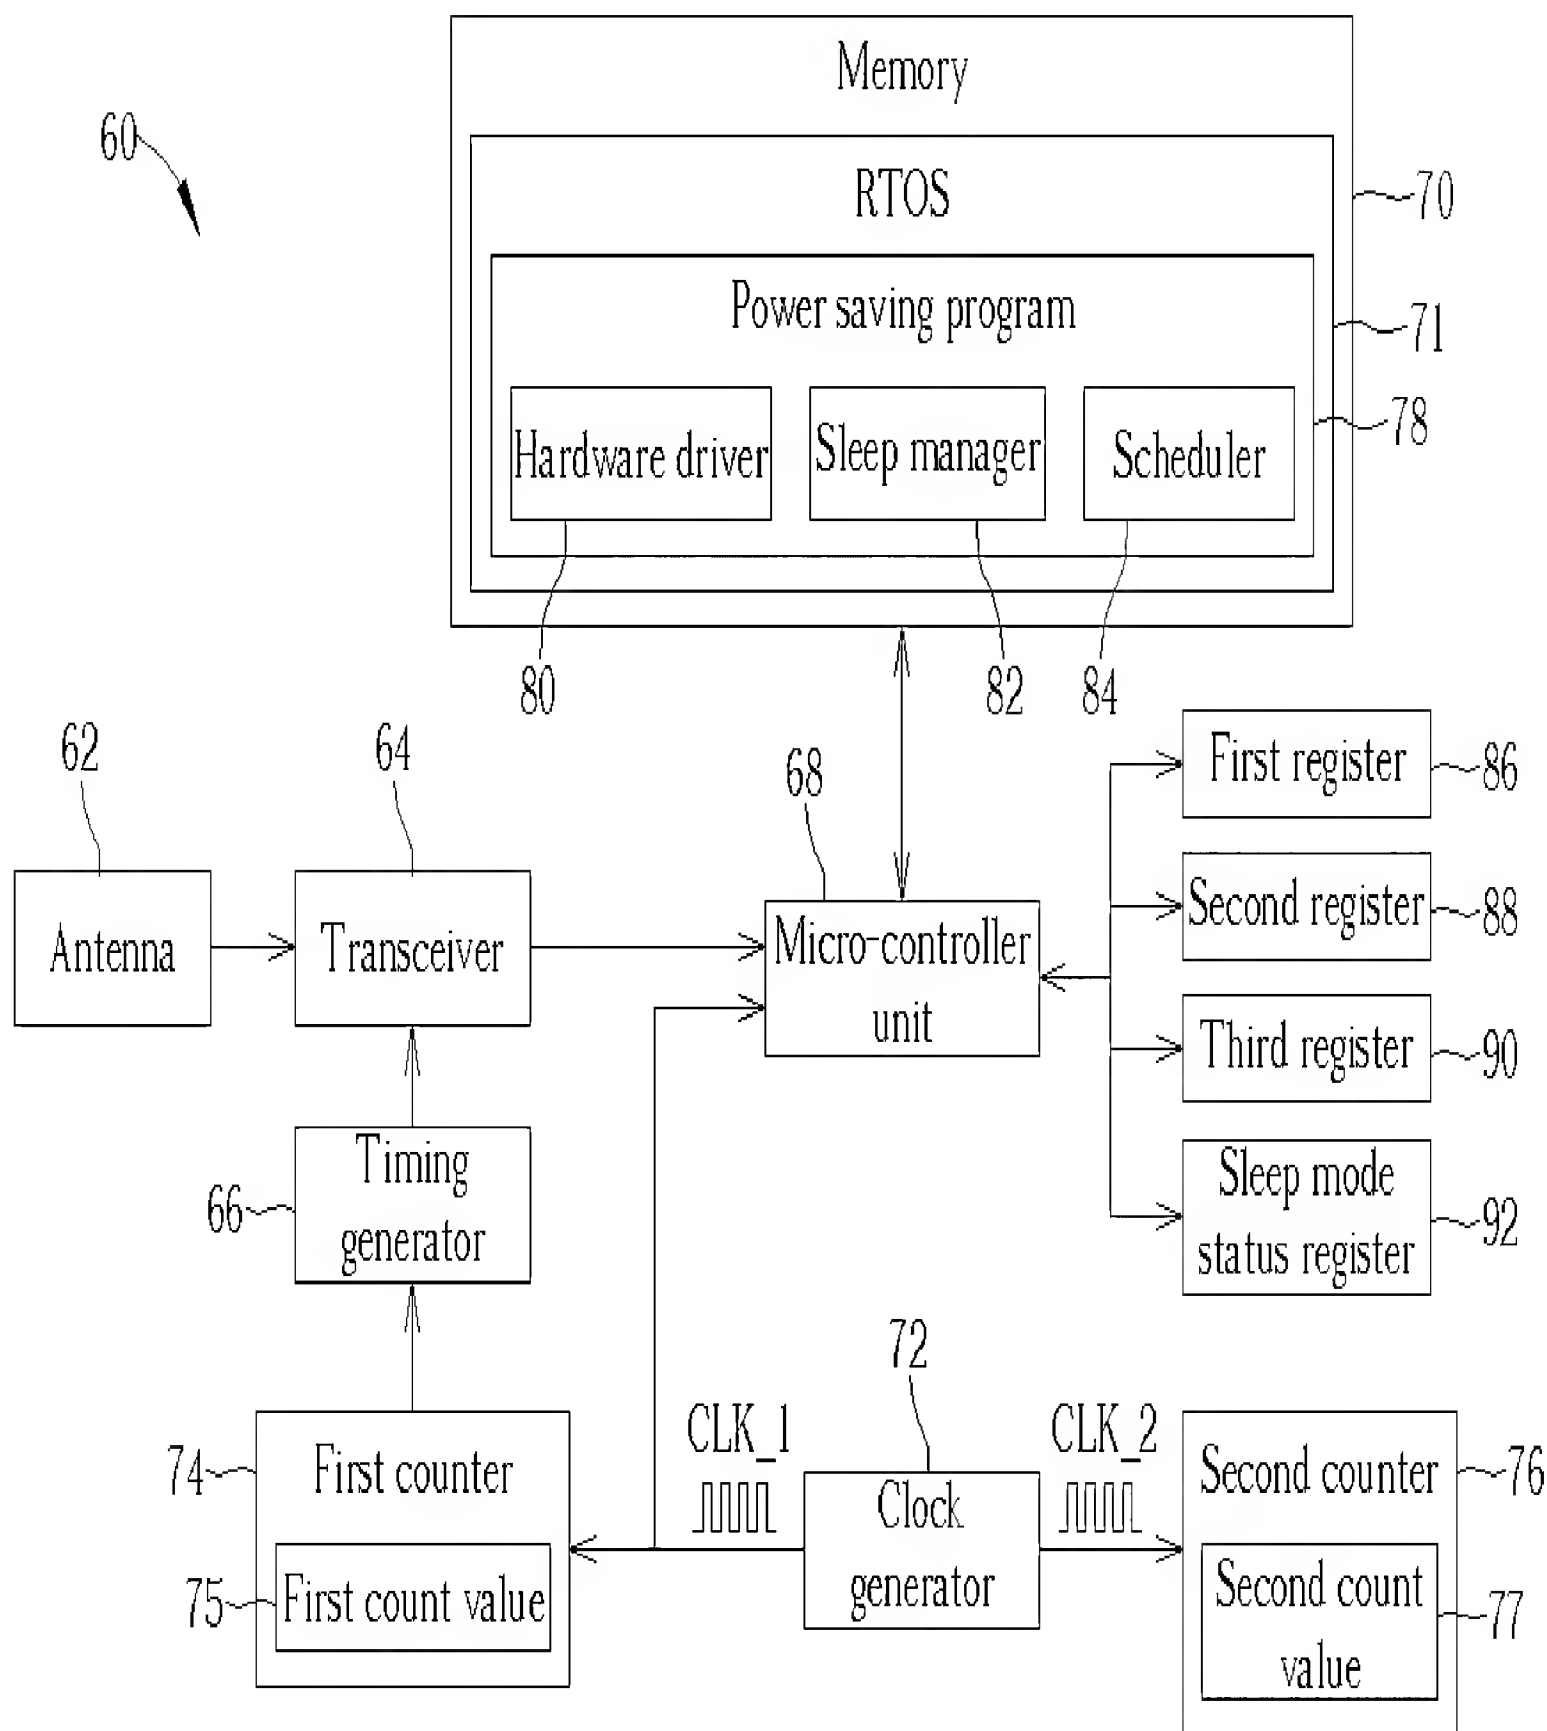 Memory
60
RTOS
70
Power saving program
71
78
Hardware driver
Sleep manager
Scheduler
80
82
84
62
64
68
First register
86
Second register
88
Antenna
Transceiver
Micro-controller
unit
Third register
90
Timing
generator
66
Sleep mode
status register
92
72
CLK_1
CLK_2
74
First counter
Clock
generator
Second counter
76
75
First count value
Second count
value
77